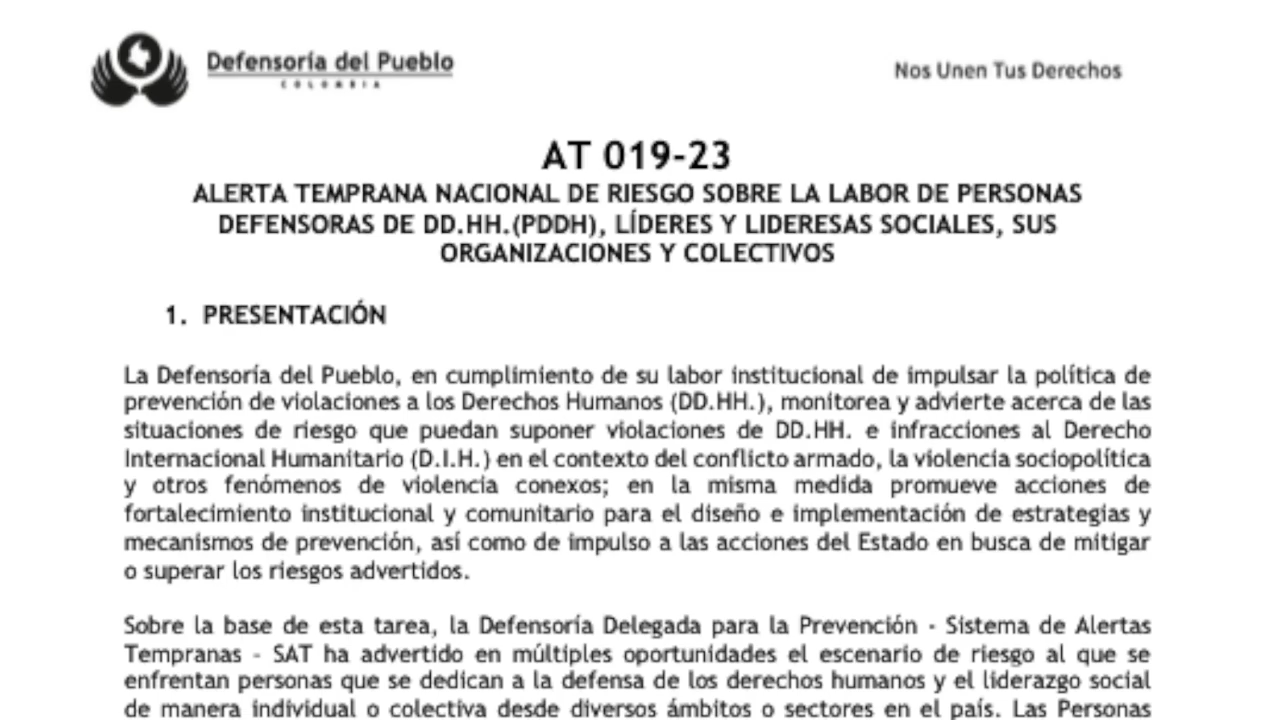 Defensoría del Pueblo
COLOMBIA
Nos Unen Tus Derechos
AT 019-23
ALERTA TEMPRANA NACIONAL DE RIESGO SOBRE LA LABOR DE PERSONAS
DEFENSORAS DE DD.HH.(PDDH), LÍDERES Y LIDERESAS SOCIALES, SUS
ORGANIZACIONES Y COLECTIVOS
1. PRESENTACIÓN
La Defensoría del Pueblo, en cumplimiento de su labor institucional de impulsar la política de
prevención de violaciones a los Derechos Humanos (DD.HH.), monitorea y advierte acerca de las
situaciones de riesgo que puedan suponer violaciones de DD.HH. e infracciones al Derecho
Internacional Humanitario (D.I.H.) en el contexto del conflicto armado, la violencia sociopolítica
y otros fenómenos de violencia conexos; en la misma medida promueve acciones de
fortalecimiento institucional y comunitario para el diseño e implementación de estrategias y
mecanismos de prevención, así como de impulso a las acciones del Estado en busca de mitigar
o superar los riesgos advertidos.
Sobre la base de esta tarea, la Defensoría Delegada para la Prevención - Sistema de Alertas
Tempranas – SAT ha advertido en múltiples oportunidades el escenario de riesgo al que se
enfrentan personas que se dedican a la defensa de los derechos humanos y el liderazgo social
de manera individual o colectiva desde diversos ámbitos o sectores en el país. Las Personas